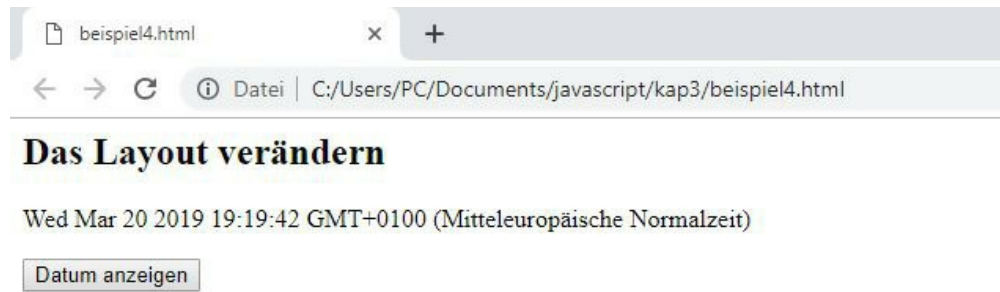 beispiel4.html
Datei | C:/Users/PC/Documents/javascript/kap3/beispiel4.html
Das Layout verändern
Wed Mar 20 2019 19:19:42 GMT+0100 (Mitteleuropäische Normalzeit)
Datum anzeigen